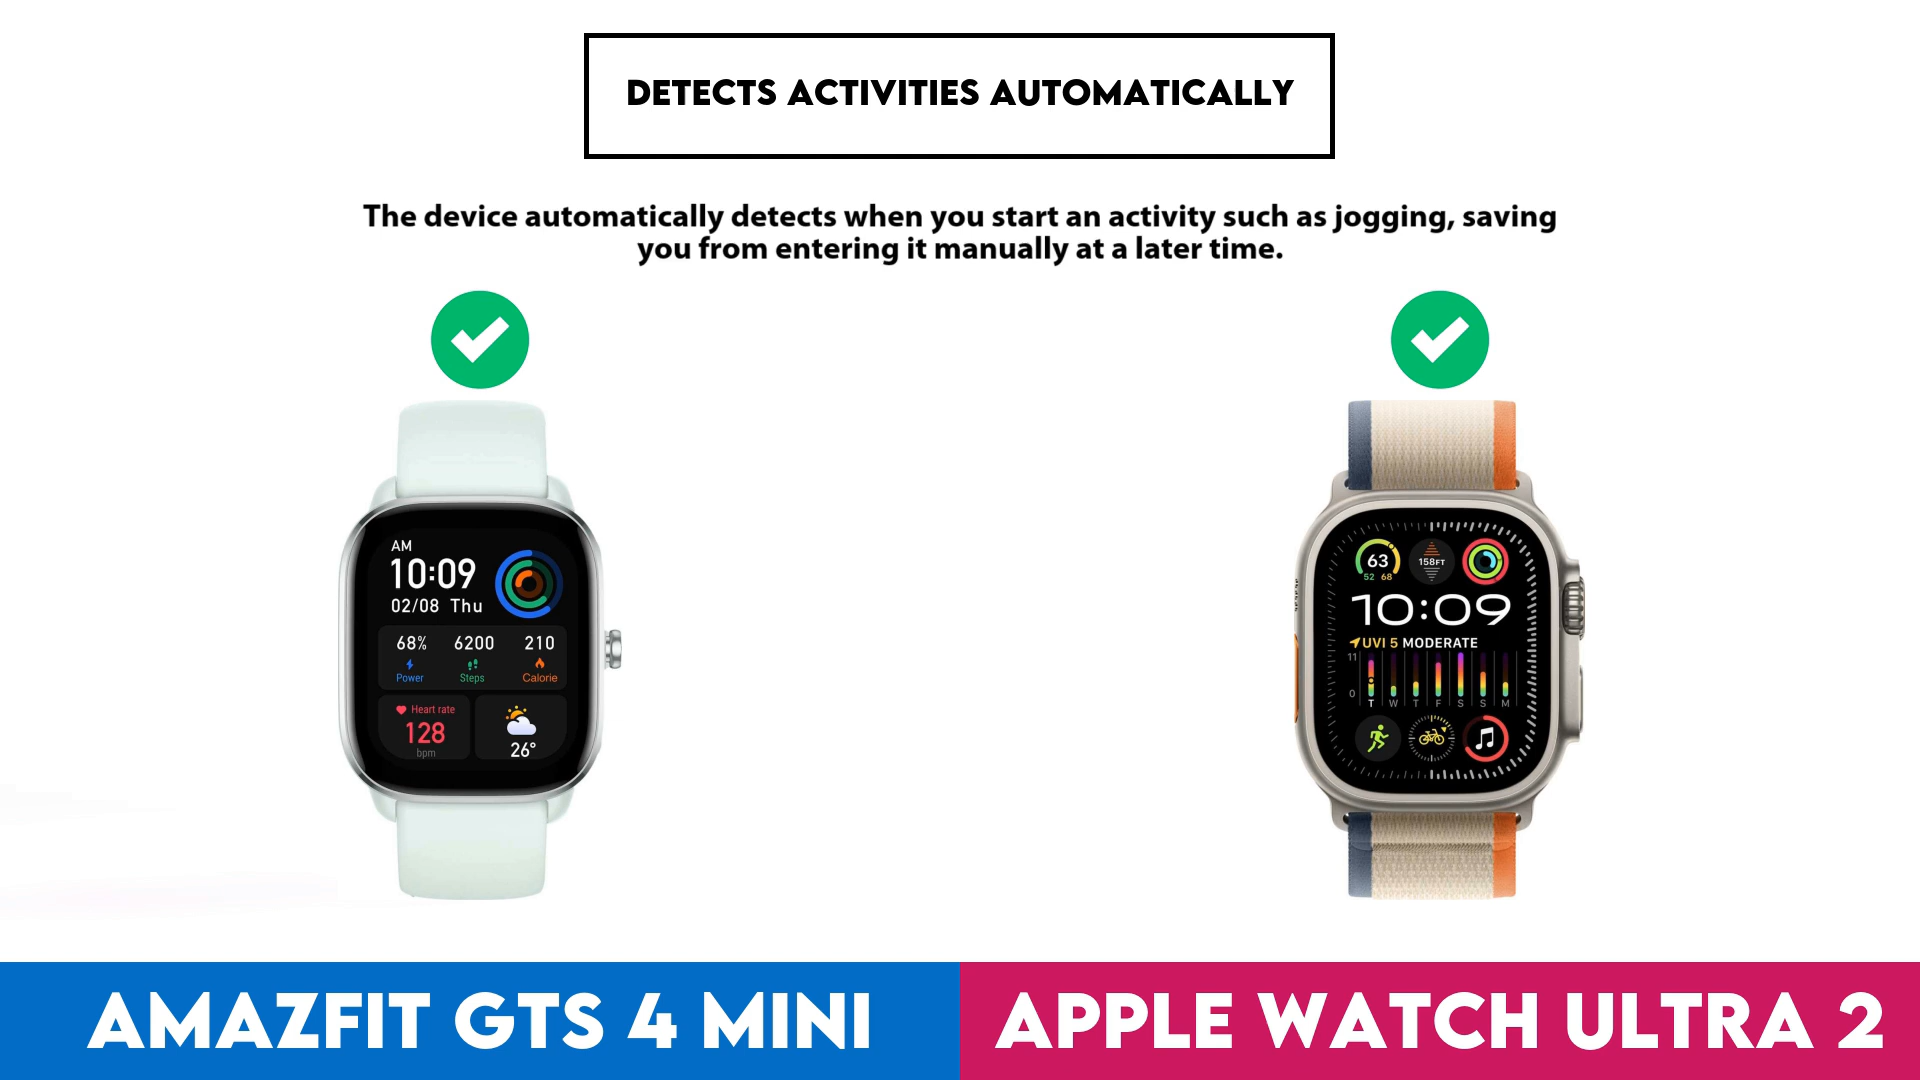 DETECTS ACTIVITIES AUTOMATICALLY
The device automatically detects when you start an activity such as jogging, saving
you from entering it manually at a later time.
AM
10:09
02/08 Thu
68% 6200 210
Power Steps Calorie
Heart rate
128
bpm
26°
63
52 68
158FT
10:09
UVI 5 MODERATE
11
0
T W T F S S M
AMAZFIT GTS 4 MINI
APPLE WATCH ULTRA 2